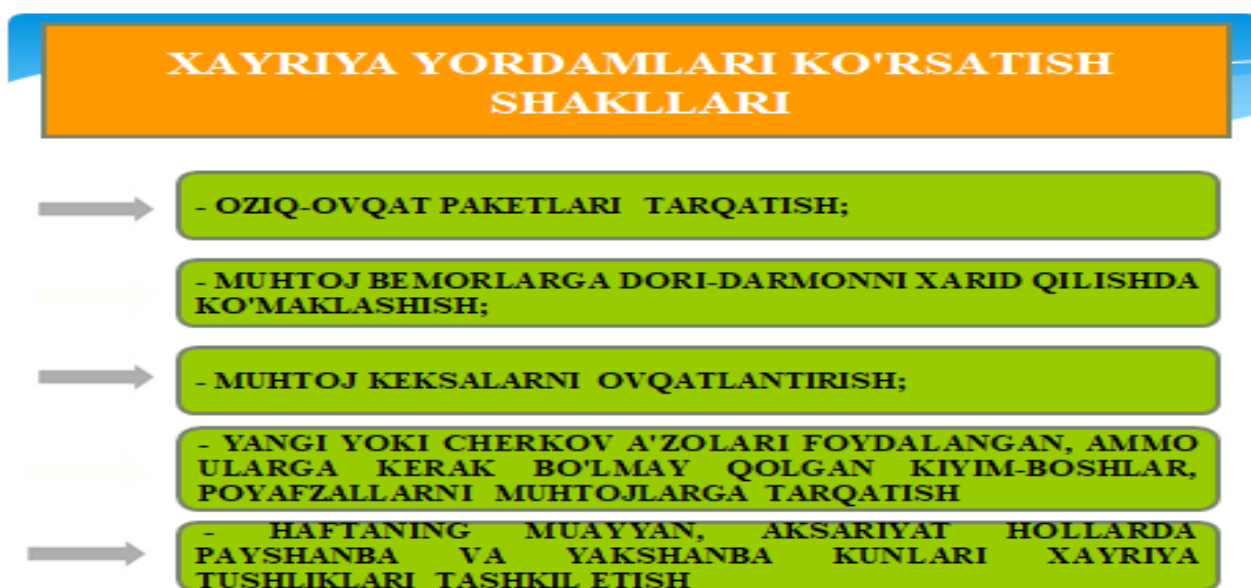 XAYRIYA YORDAMLARI KO'RSATISH
SHAKLLARI
- OZIQ-OVQAT PAKETLARI TARQATISH;
- MUHTOJ BEMORLARGA DORI-DARMONNI XARID QILISHDA
KO'MAKLASHISH;
- MUHTOJ KEKSALARNI OVQATLANTIRISH;
- YANGI YOKI CHERKOV A'ZOLARI FOYDALANGAN, AMMO
ULARGA KERAK BO'LMAY QOLGAN KIYIM-BOSHLAR,
POYAFZALLARNI MUHTOJLARGA TARQATISH
- HAFTANING MUAYYAN, AKSARIYAT HOLLARDA
PAYSHANBA VA YAKSHANBA KUNLARI XAYRIYA
TUSHLIKLARI TASHKIL ETISH